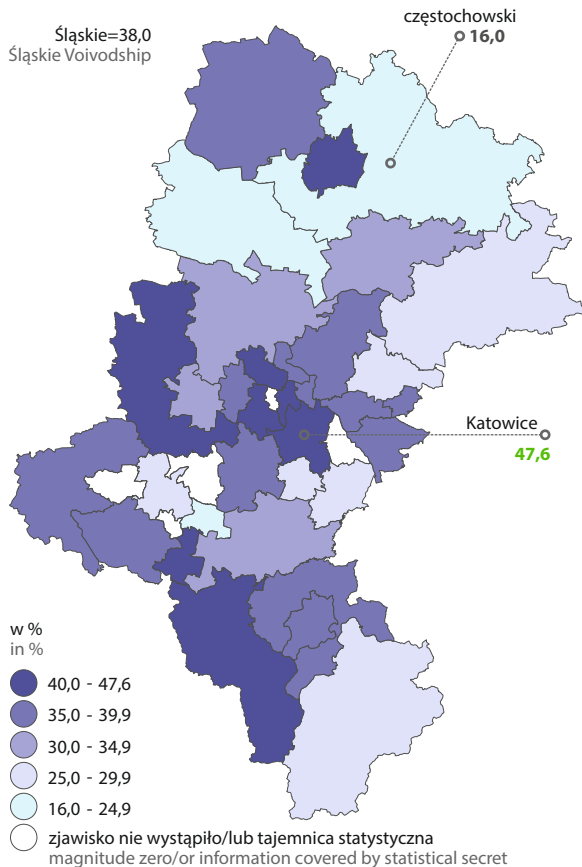 częstochowski
16,0
Śląskie=38,0
Śląskie Voivodship
Katowice
47,6
w %
in %
40,0 - 47,6
35,0 - 39,9
30,0 - 34,9
25,0 - 29,9
16,0 - 24,9
zjawisko nie wystąpiło/lub tajemnica statystyczna
magnitude zero/or information covered by statistical secret